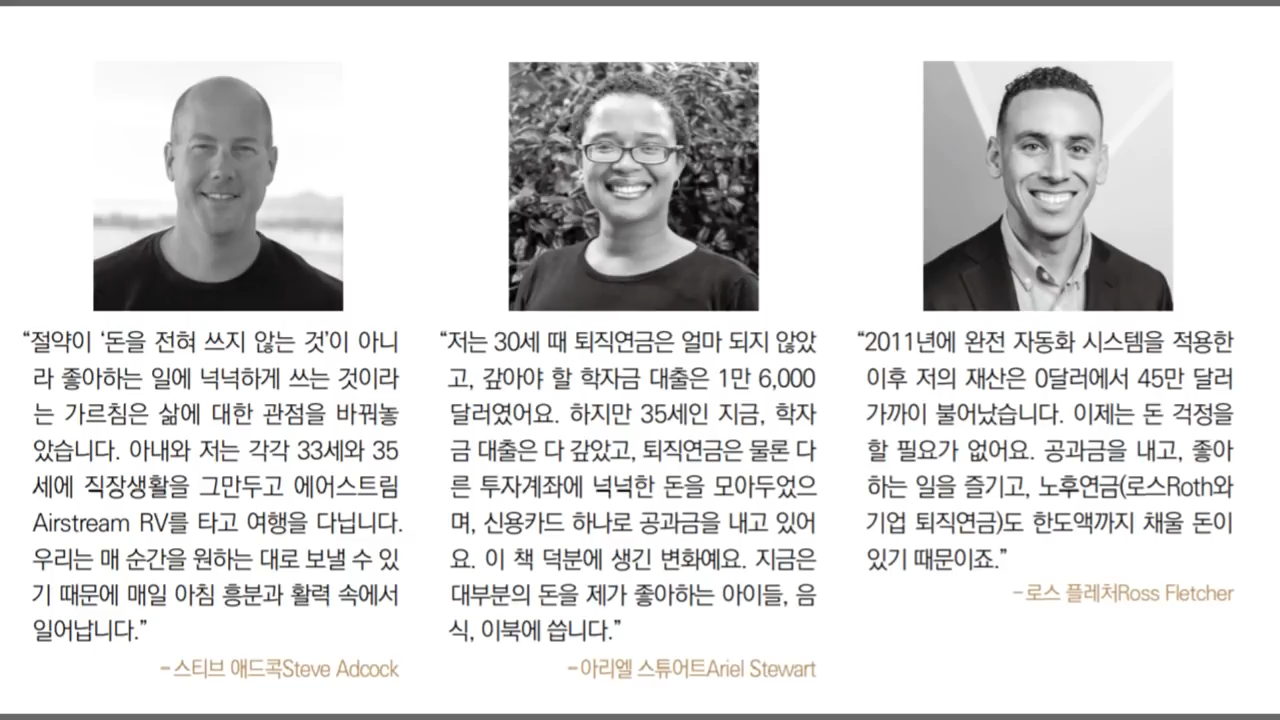 “절약이 ‘돈을 전혀 쓰지 않는 것’이 아니
라 좋아하는 일에 넉넉하게 쓰는 것이라
는 가르침은 삶에 대한 관점을 바꿔놓
았습니다. 아내와 저는 각각 33세와 35
세에 직장생활을 그만두고 에어스트림
Airstream RV를 타고 여행을 다닙니다.
우리는 매 순간을 원하는 대로 보낼 수 있
기 때문에 매일 아침 흥분과 활력 속에서
일어납니다.”
– 스티브 애드콕Steve Adcock
“저는 30세 때 퇴직연금은 얼마 되지 않았
고, 갚아야 할 학자금 대출은 1만 6,000
달러였어요. 하지만 35세인 지금, 학자
금 대출은 다 갚았고, 퇴직연금은 물론 다
른 투자계좌에 넉넉한 돈을 모아두었으
며, 신용카드 하나로 공과금을 내고 있어
요. 이 책 덕분에 생긴 변화예요. 지금은
대부분의 돈을 제가 좋아하는 아이들, 음
식, 이북에 씁니다.”
– 아리엘 스튜어트Ariel Stewart
“2011년에 완전 자동화 시스템을 적용한
이후 저의 재산은 0달러에서 45만 달러
가까이 불어났습니다. 이제는 돈 걱정을
할 필요가 없어요. 공과금을 내고, 좋아
하는 일을 즐기고, 노후연금(로스Roth와
기업 퇴직연금)도 한도액까지 채울 돈이
있기 때문이죠.”
– 로스 플레처Ross Fletcher